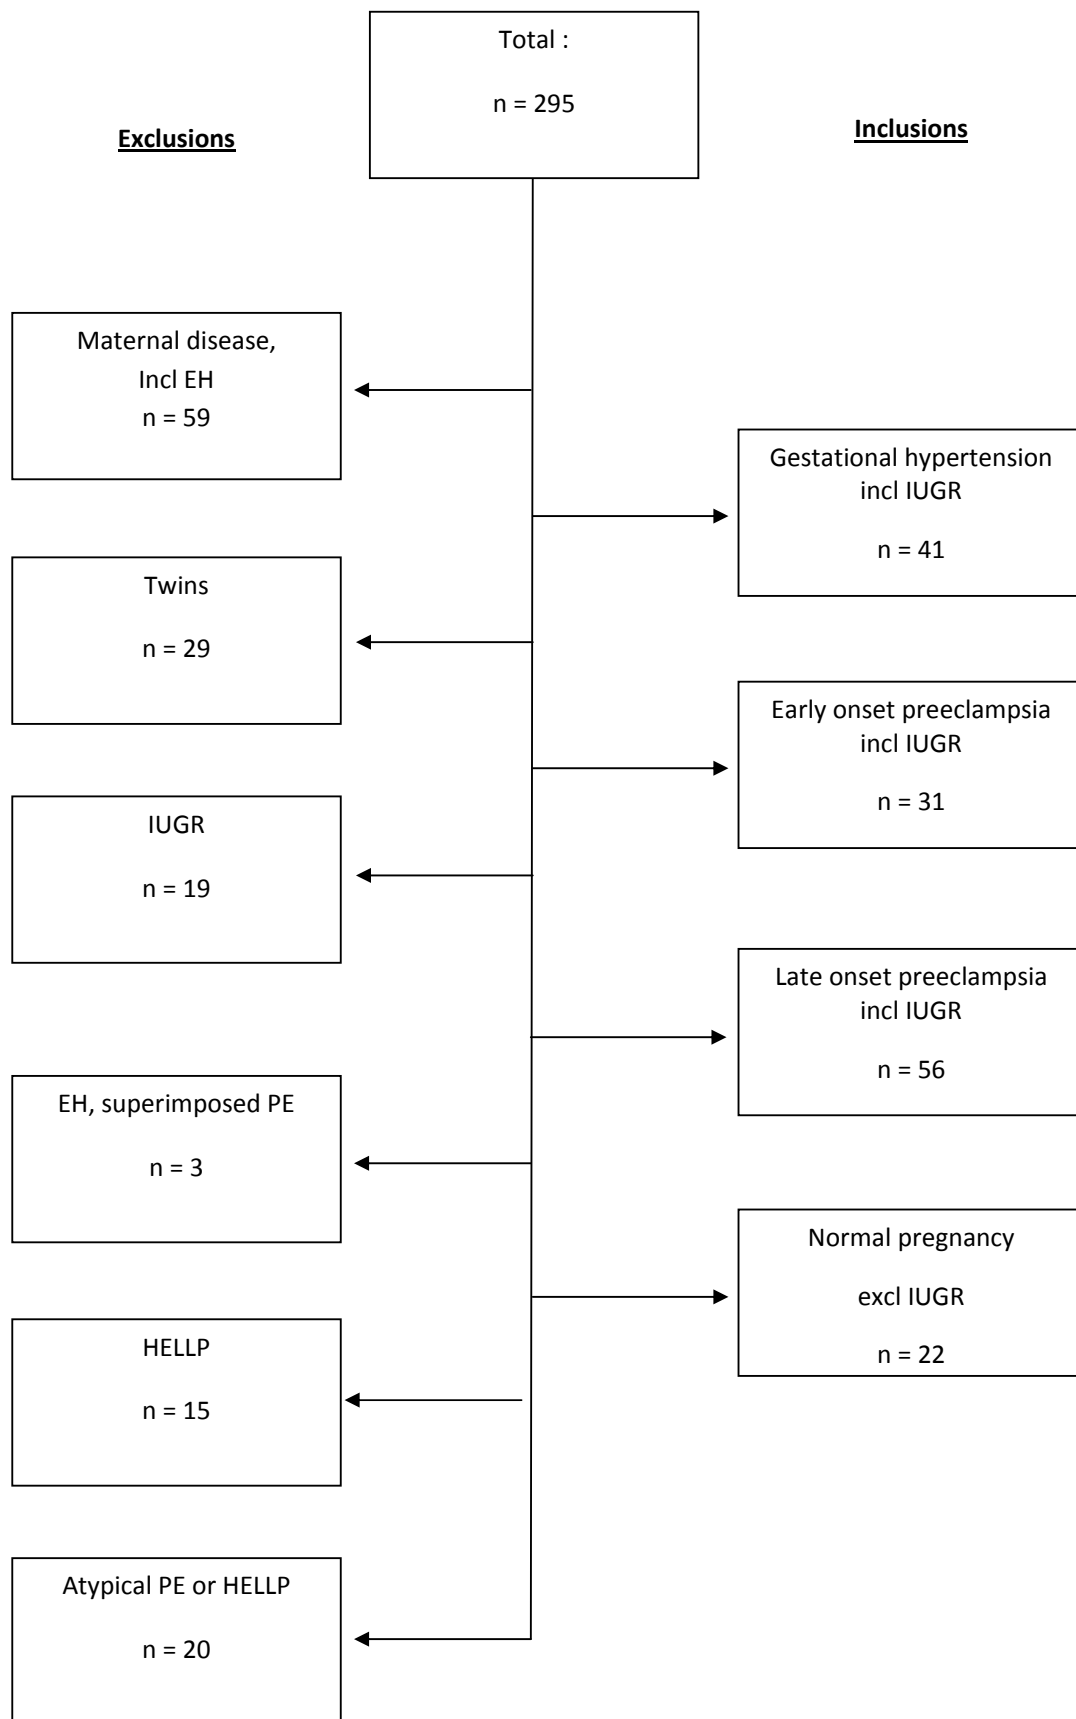 Total :
n = 295
Exclusions
Inclusions
Maternal disease,
Incl EH
n = 59
Gestational hypertension
incl IUGR
n = 41
Twins
n = 29
Early onset preeclampsia
incl IUGR
n = 31
IUGR
n = 19
Late onset preeclampsia
incl IUGR
n = 56
EH, superimposed PE
n = 3
Normal pregnancy
excl IUGR
n = 22
HELLP
n = 15
Atypical PE or HELLP
n = 20